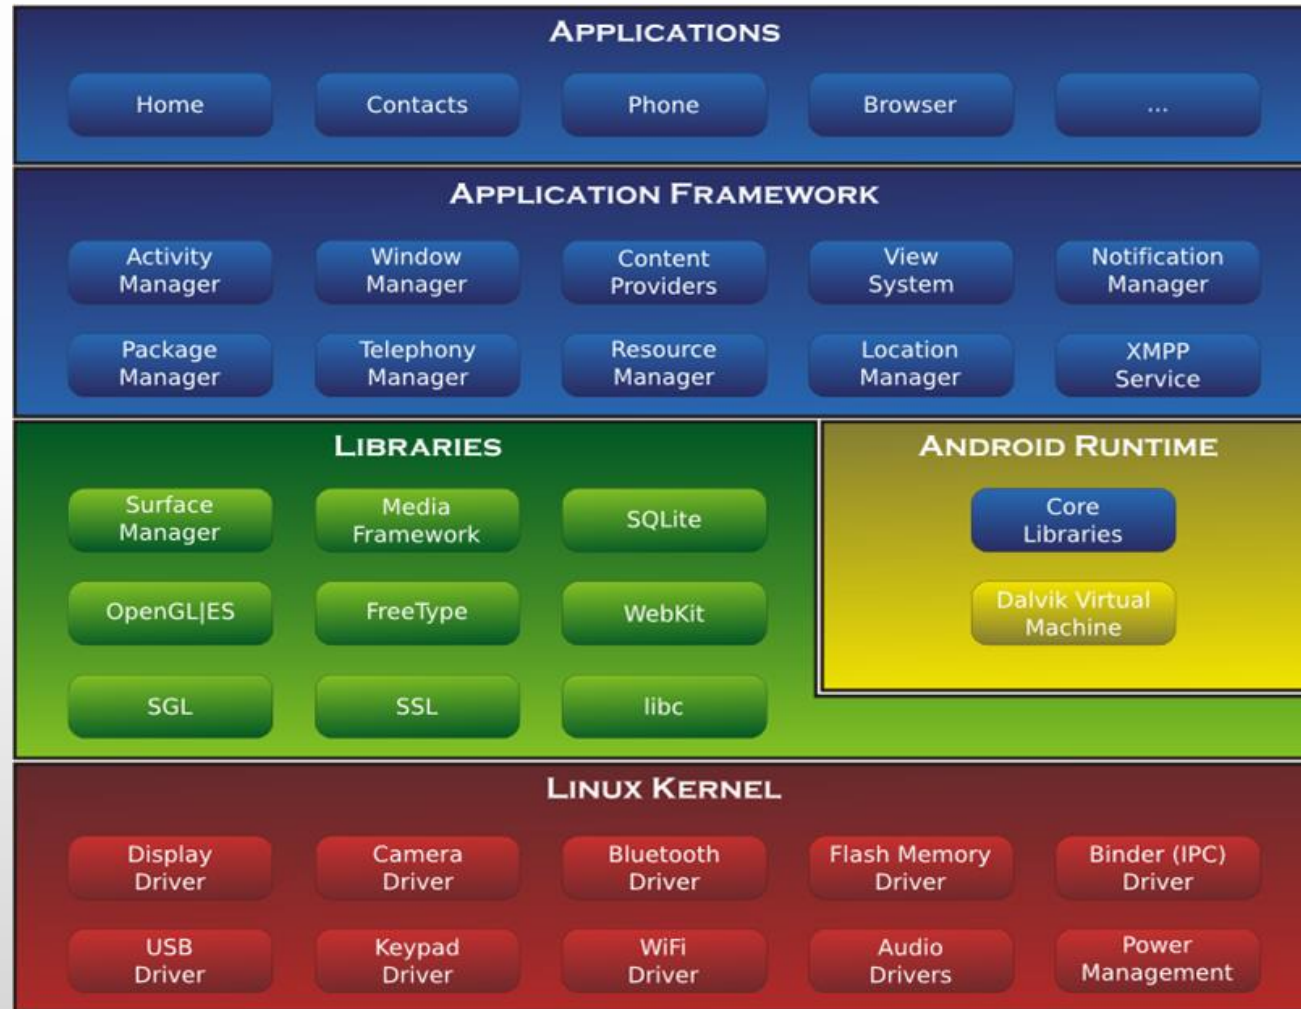 APPLICATIONS
Home
Contacts
Phone
Browser
...
APPLICATION FRAMEWORK
Activity
Manager
Window
Manager
Content
Providers
View
System
Notification
Manager
Package
Manager
Telephony
Manager
Resource
Manager
Location
Manager
XMPP
Service
LIBRARIES
Surface
Manager
Media
Framework
SQLite
OpenGL|ES
FreeType
WebKit
SGL
SSL
libc
ANDROID RUNTIME
Core
Libraries
Dalvik Virtual
Machine
LINUX KERNEL
Display
Driver
Camera
Driver
Bluetooth
Driver
Flash Memory
Driver
Binder (IPC)
Driver
USB
Driver
Keypad
Driver
WiFi
Driver
Audio
Drivers
Power
Management